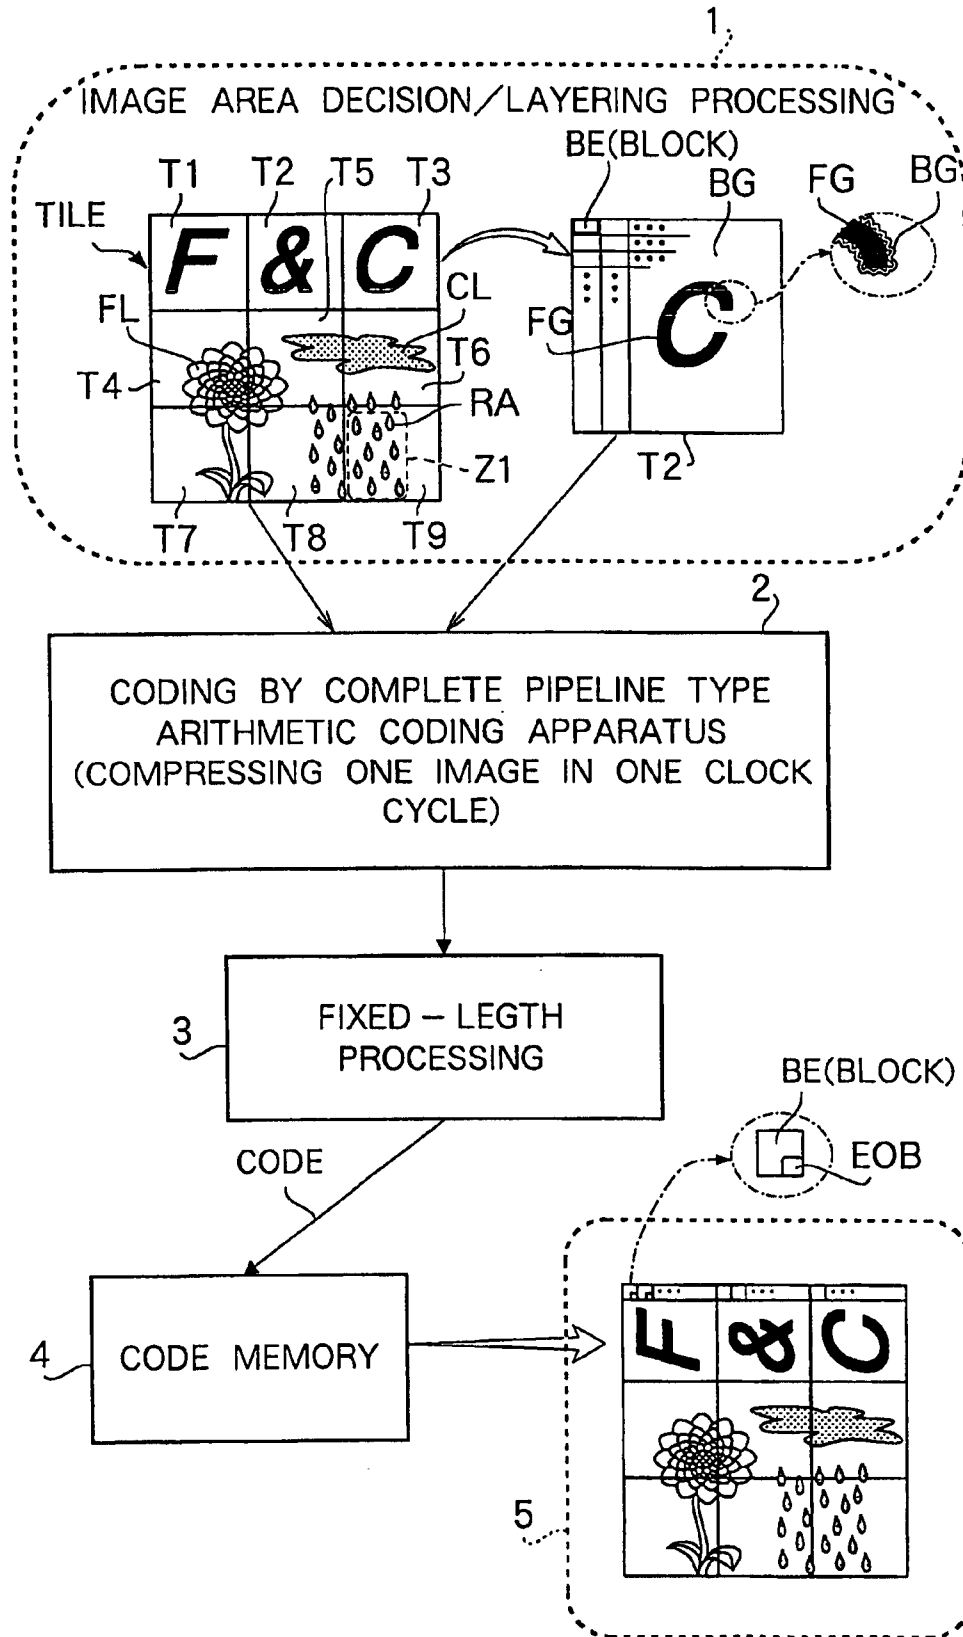 1
IMAGE AREA DECISION/LAYERING PROCESSING
BE(BLOCK)
T1 T2 T5 T3
BG
FG
BG
TILE
F & C
CL
FL
FG
C
T6
T4
RA
Z1
T2
T7 T8 T9
2
CODING BY COMPLETE PIPELINE TYPE
ARITHMETIC CODING APPARATUS
(COMPRESSING ONE IMAGE IN ONE CLOCK
CYCLE)
3
FIXED – LEGTH
PROCESSING
BE(BLOCK)
EOB
CODE
4
CODE MEMORY
F & C
5